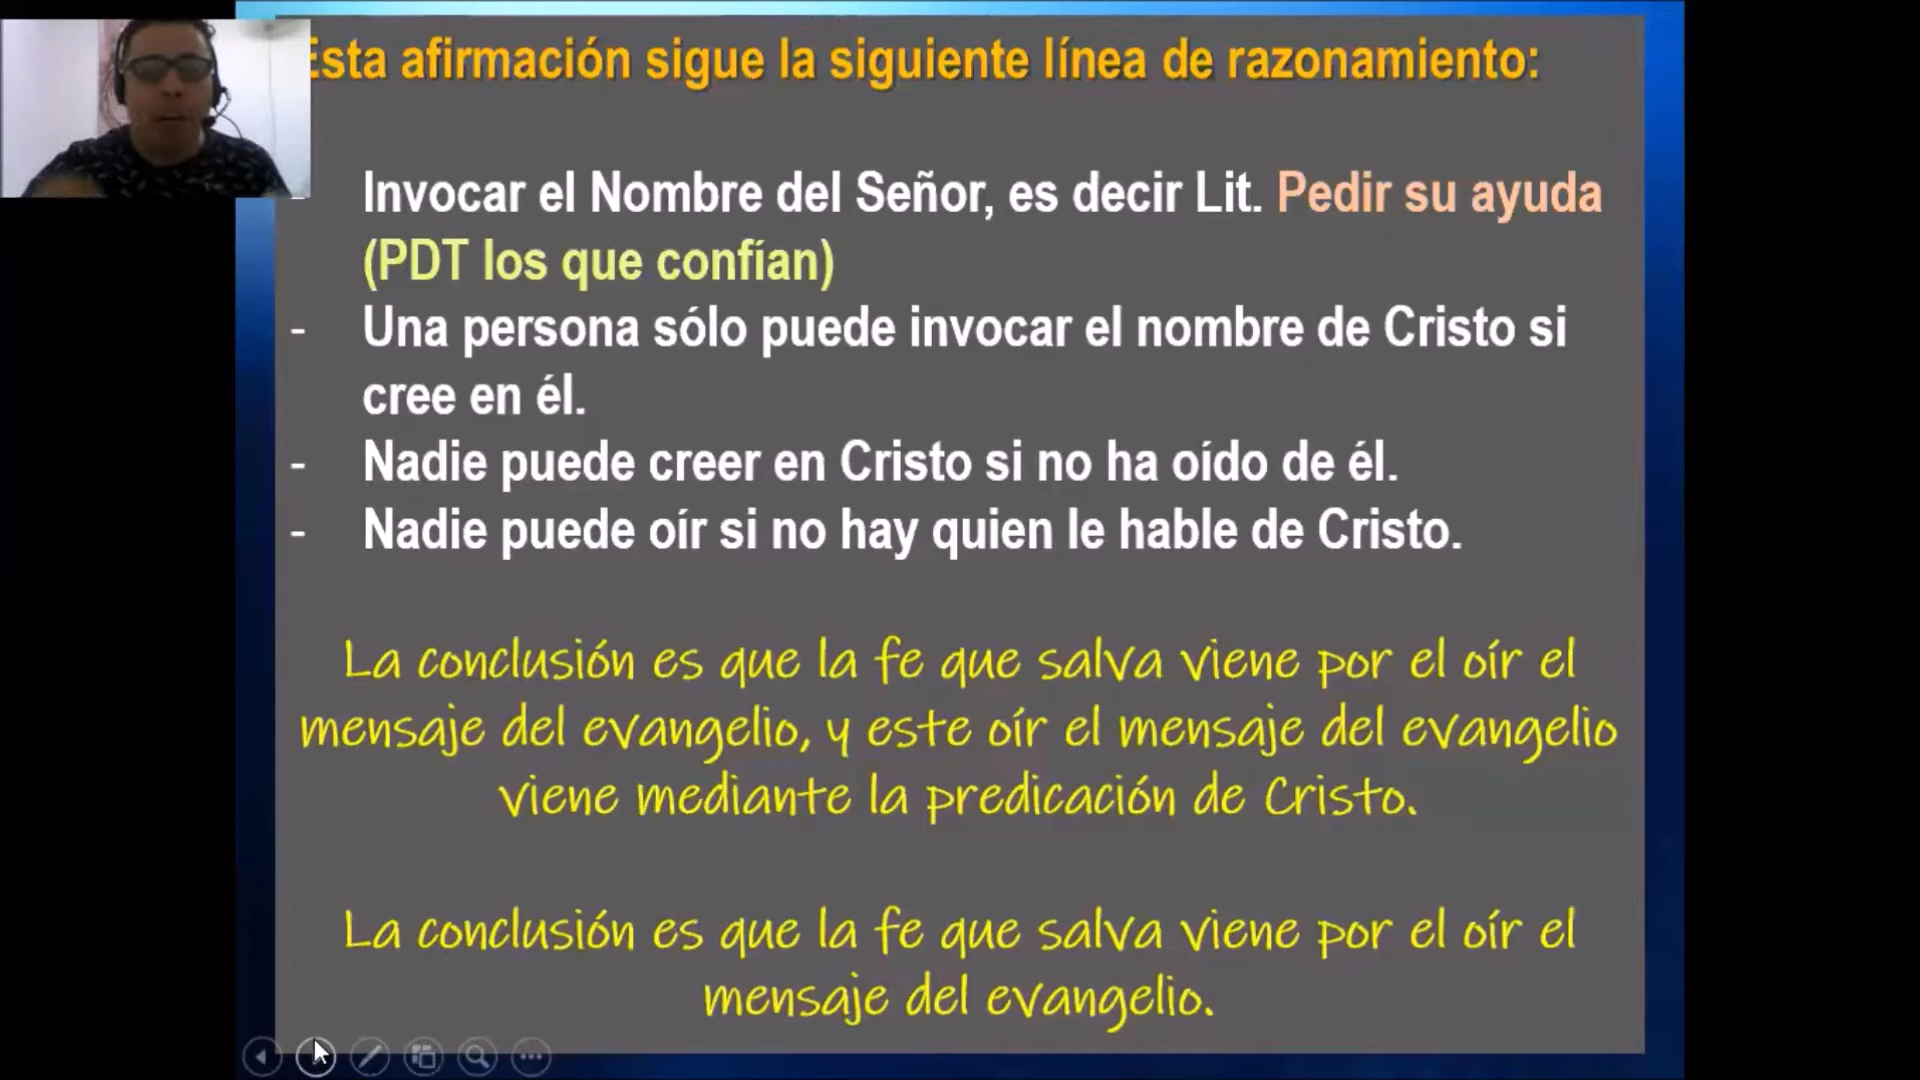 Esta afirmación sigue la siguiente línea de razonamiento:
- Invocar el Nombre del Señor, es decir Lit. Pedir su ayuda
(PDT los que confían)
- Una persona sólo puede invocar el nombre de Cristo si
cree en él.
- Nadie puede creer en Cristo si no ha oído de él.
- Nadie puede oír si no hay quien le hable de Cristo.
La conclusión es que la fe que salva viene por el oír el
mensaje del evangelio, y este oír el mensaje del evangelio
viene mediante la predicación de Cristo.
La conclusión es que la fe que salva viene por el oír el
mensaje del evangelio.